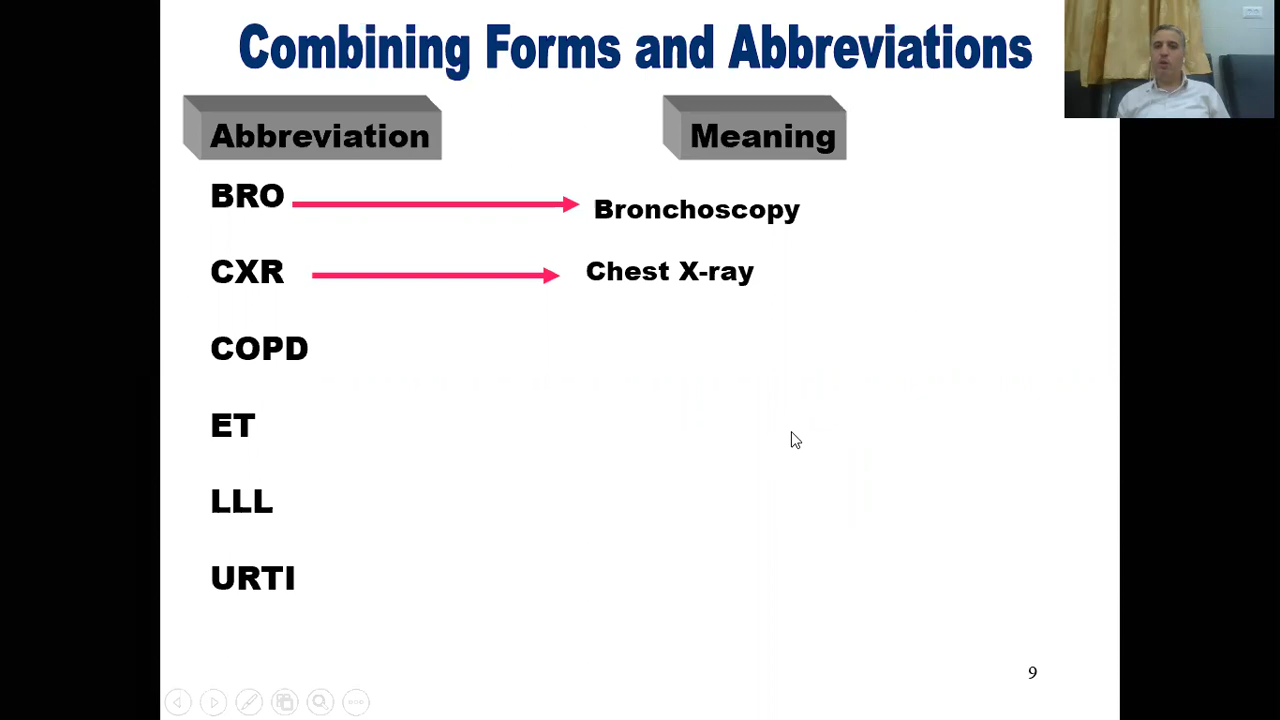 Combining Forms and Abbreviations
Abbreviation Meaning
BRO Bronchoscopy
CXR Chest X-ray
COPD
ET
LLL
URTI
9